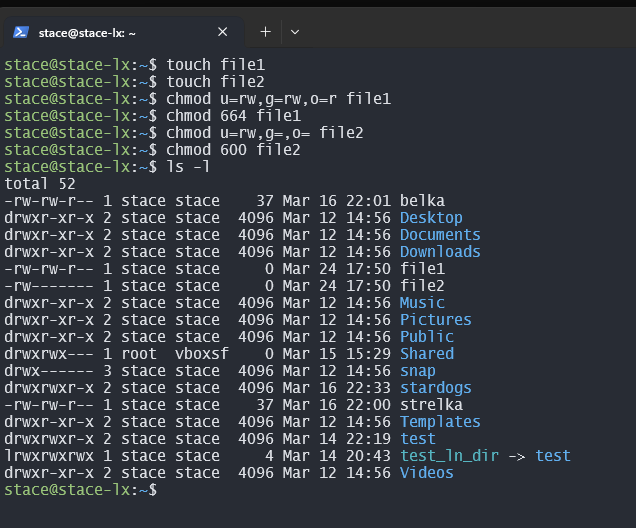 stace@stace-lx: ~
stace@stace-lx:~$ touch file1
stace@stace-lx:~$ touch file2
stace@stace-lx:~$ chmod u=rw,g=rw,o=r file1
stace@stace-lx:~$ chmod 664 file1
stace@stace-lx:~$ chmod u=rw,g=,o= file2
stace@stace-lx:~$ chmod 600 file2
stace@stace-lx:~$ ls -l
total 52
-rw-rw-r-- 1 stace stace    37 Mar 16 22:01 belka
drwxr-xr-x 2 stace stace  4096 Mar 12 14:56 Desktop
drwxr-xr-x 2 stace stace  4096 Mar 12 14:56 Documents
drwxr-xr-x 2 stace stace  4096 Mar 12 14:56 Downloads
-rw-rw-r-- 1 stace stace     0 Mar 24 17:50 file1
-rw------- 1 stace stace     0 Mar 24 17:50 file2
drwxr-xr-x 2 stace stace  4096 Mar 12 14:56 Music
drwxr-xr-x 2 stace stace  4096 Mar 12 14:56 Pictures
drwxr-xr-x 2 stace stace  4096 Mar 12 14:56 Public
drwxrwx--- 1 root  vboxsf    0 Mar 15 15:29 Shared
drwx------ 3 stace stace  4096 Mar 12 14:56 snap
drwxrwxr-x 2 stace stace  4096 Mar 16 22:33 stardogs
-rw-rw-r-- 1 stace stace    37 Mar 16 22:00 strelka
drwxr-xr-x 2 stace stace  4096 Mar 12 14:56 Templates
drwxrwxr-x 2 stace stace  4096 Mar 14 22:19 test
lrwxrwxrwx 1 stace stace     4 Mar 14 20:43 test_ln_dir -> test
drwxr-xr-x 2 stace stace  4096 Mar 12 14:56 Videos
stace@stace-lx:~$